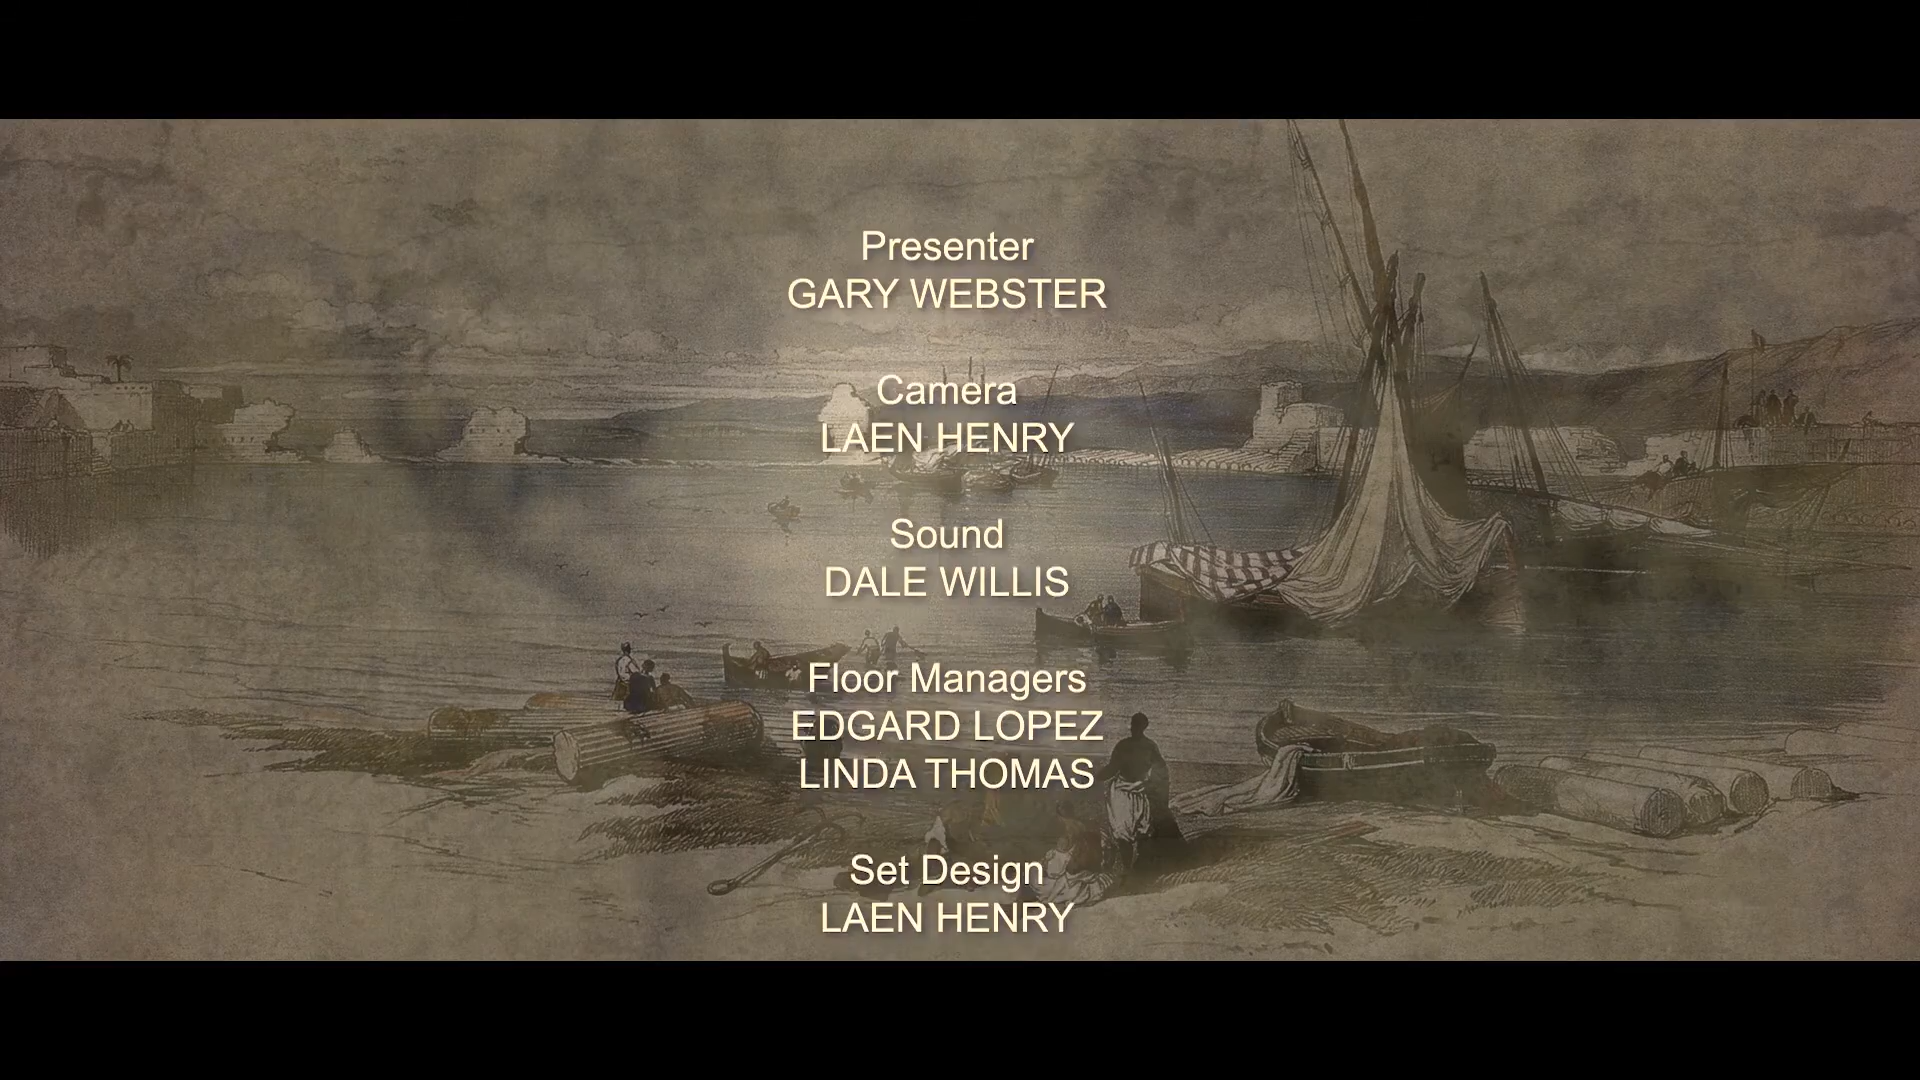 Presenter
GARY WEBSTER
Camera
LAEN HENRY
Sound
DALE WILLIS
Floor Managers
EDGARD LOPEZ
LINDA THOMAS
Set Design
LAEN HENRY